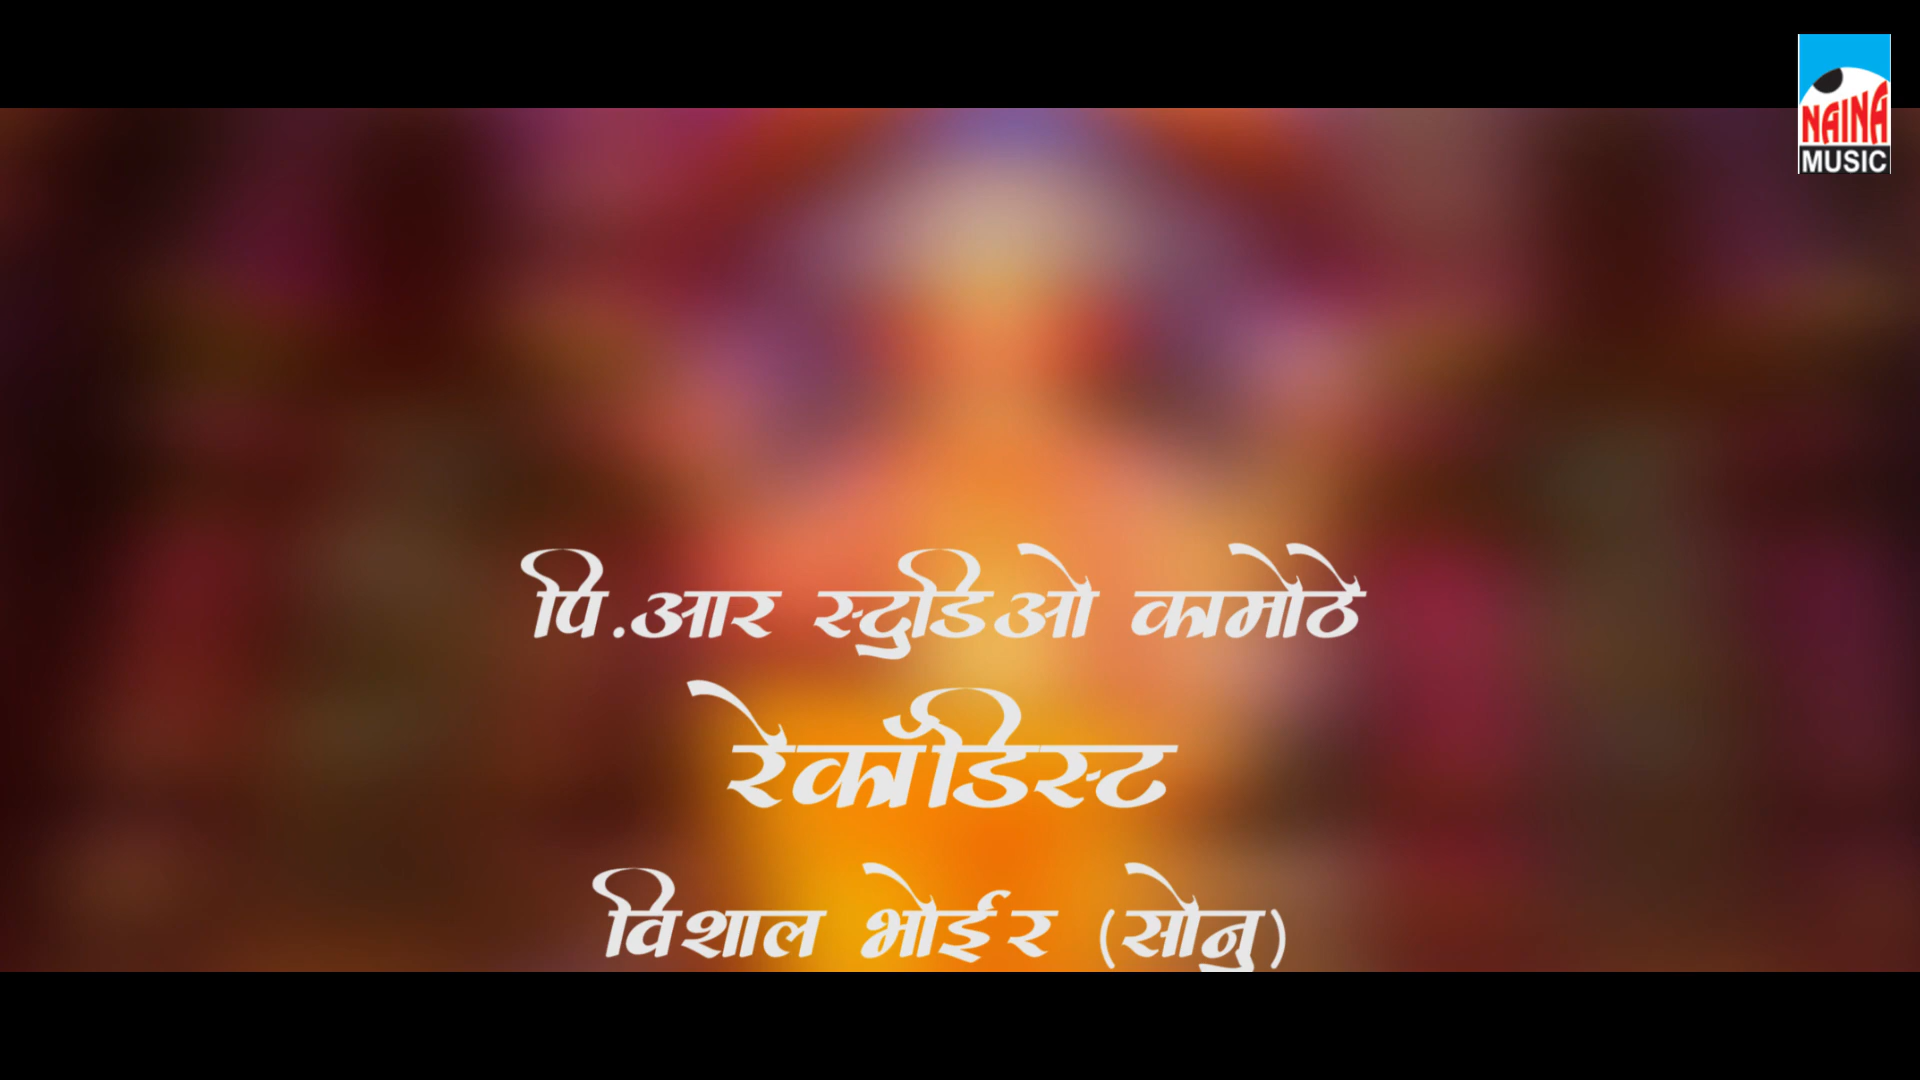 NAINA
MUSIC
पि.आर स्टुडिओ कामोठे
रेकॉर्डिस्ट
विशाल भोईर (सोनु)